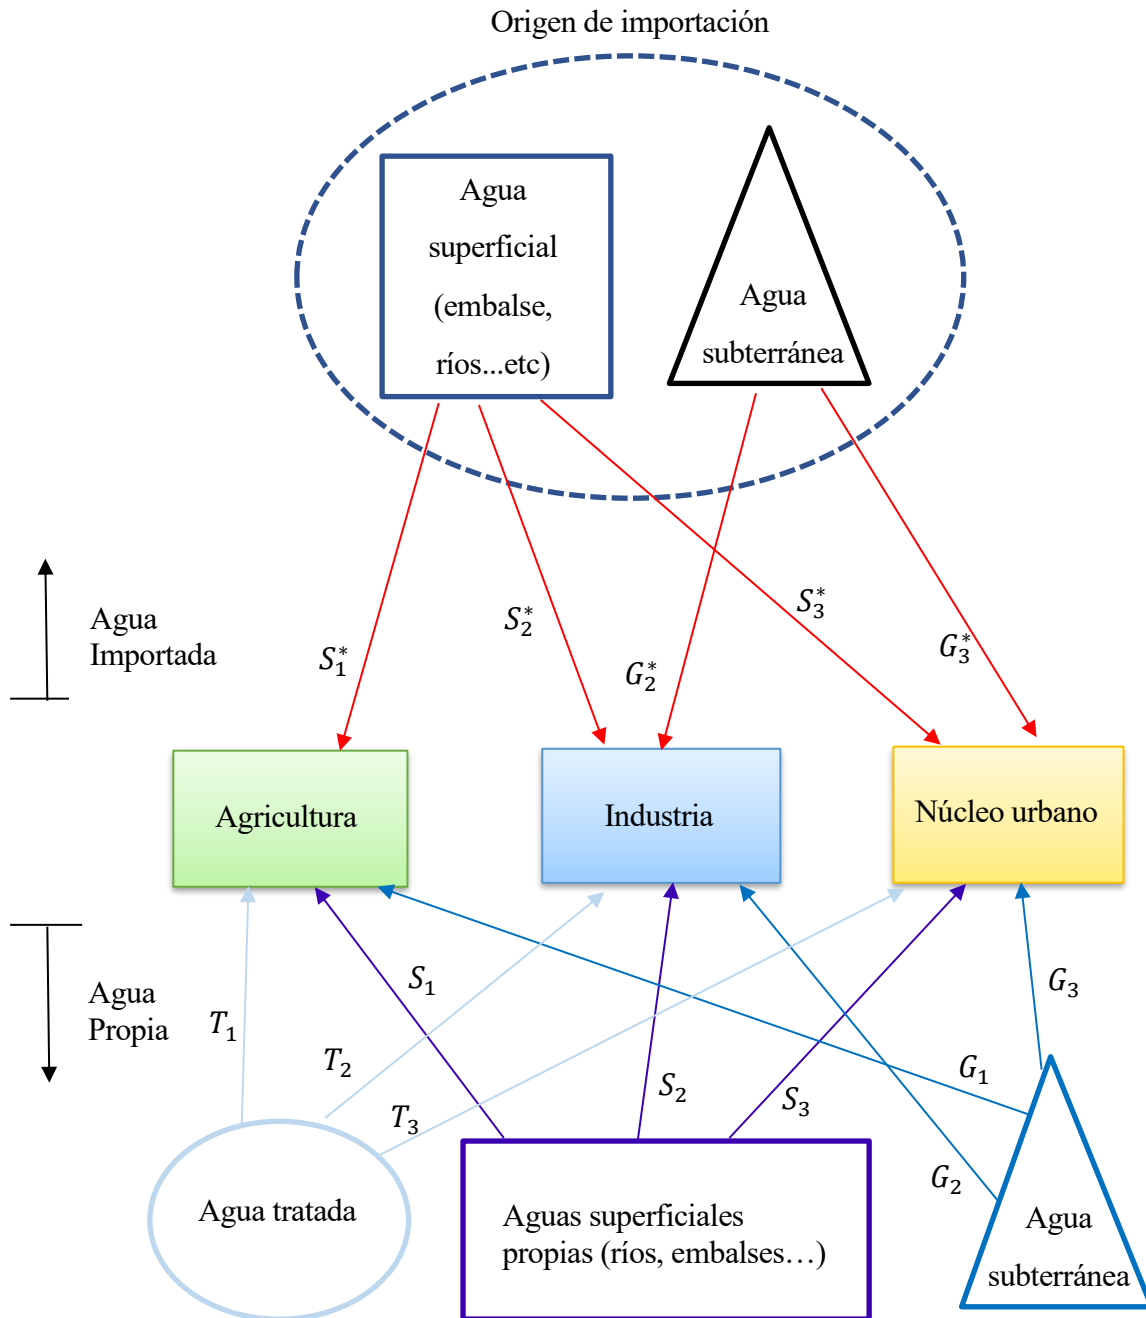 Origen de importación
Agua
superficial
(embalse,
ríos...etc)
Agua
subterránea
Agua
Importada
S₁*
S₂*
G₂*
S₃*
G₃*
Agricultura
Industria
Núcleo urbano
Agua
Propia
T₁
S₁
T₂
T₃
S₂
S₃
G₁
G₂
G₃
Agua tratada
Aguas superficiales
propias (ríos, embalses…)
Agua
subterránea